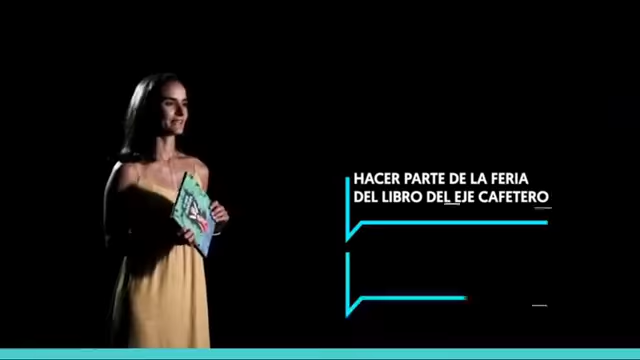 HACER PARTE DE LA FERIA
DEL LIBRO DEL EJE CAFETERO